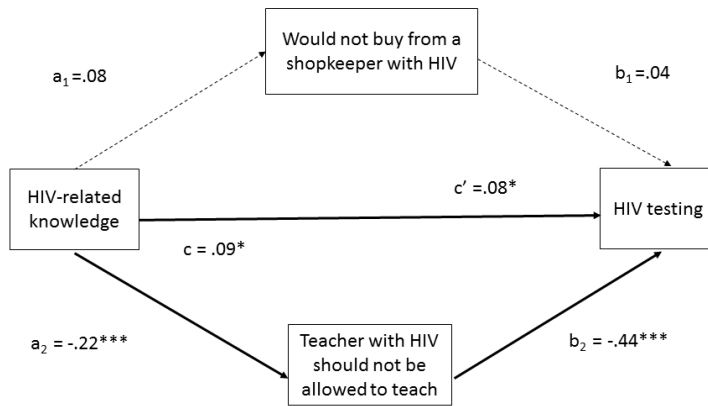 Would not buy from a
shopkeeper with HIV
a1 =.08
b1 =.04
HIV-related
knowledge
c’ =.08*
HIV testing
c = .09*
a2 = -.22***
Teacher with HIV
should not be
allowed to teach
b2 = -.44***